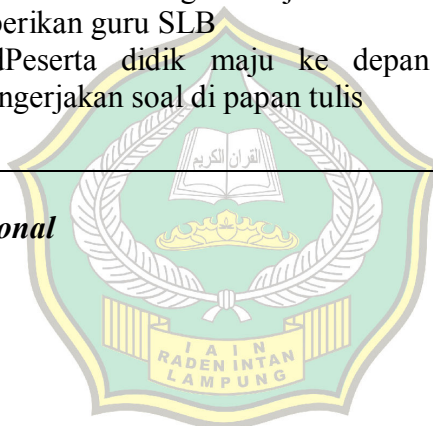 berikan guru SLB
dPeserta didik maju ke depan
ngerjakan soal di papan tulis
القرآن الكريم
onal
I A I N
RADEN INTAN
LAMPUNG